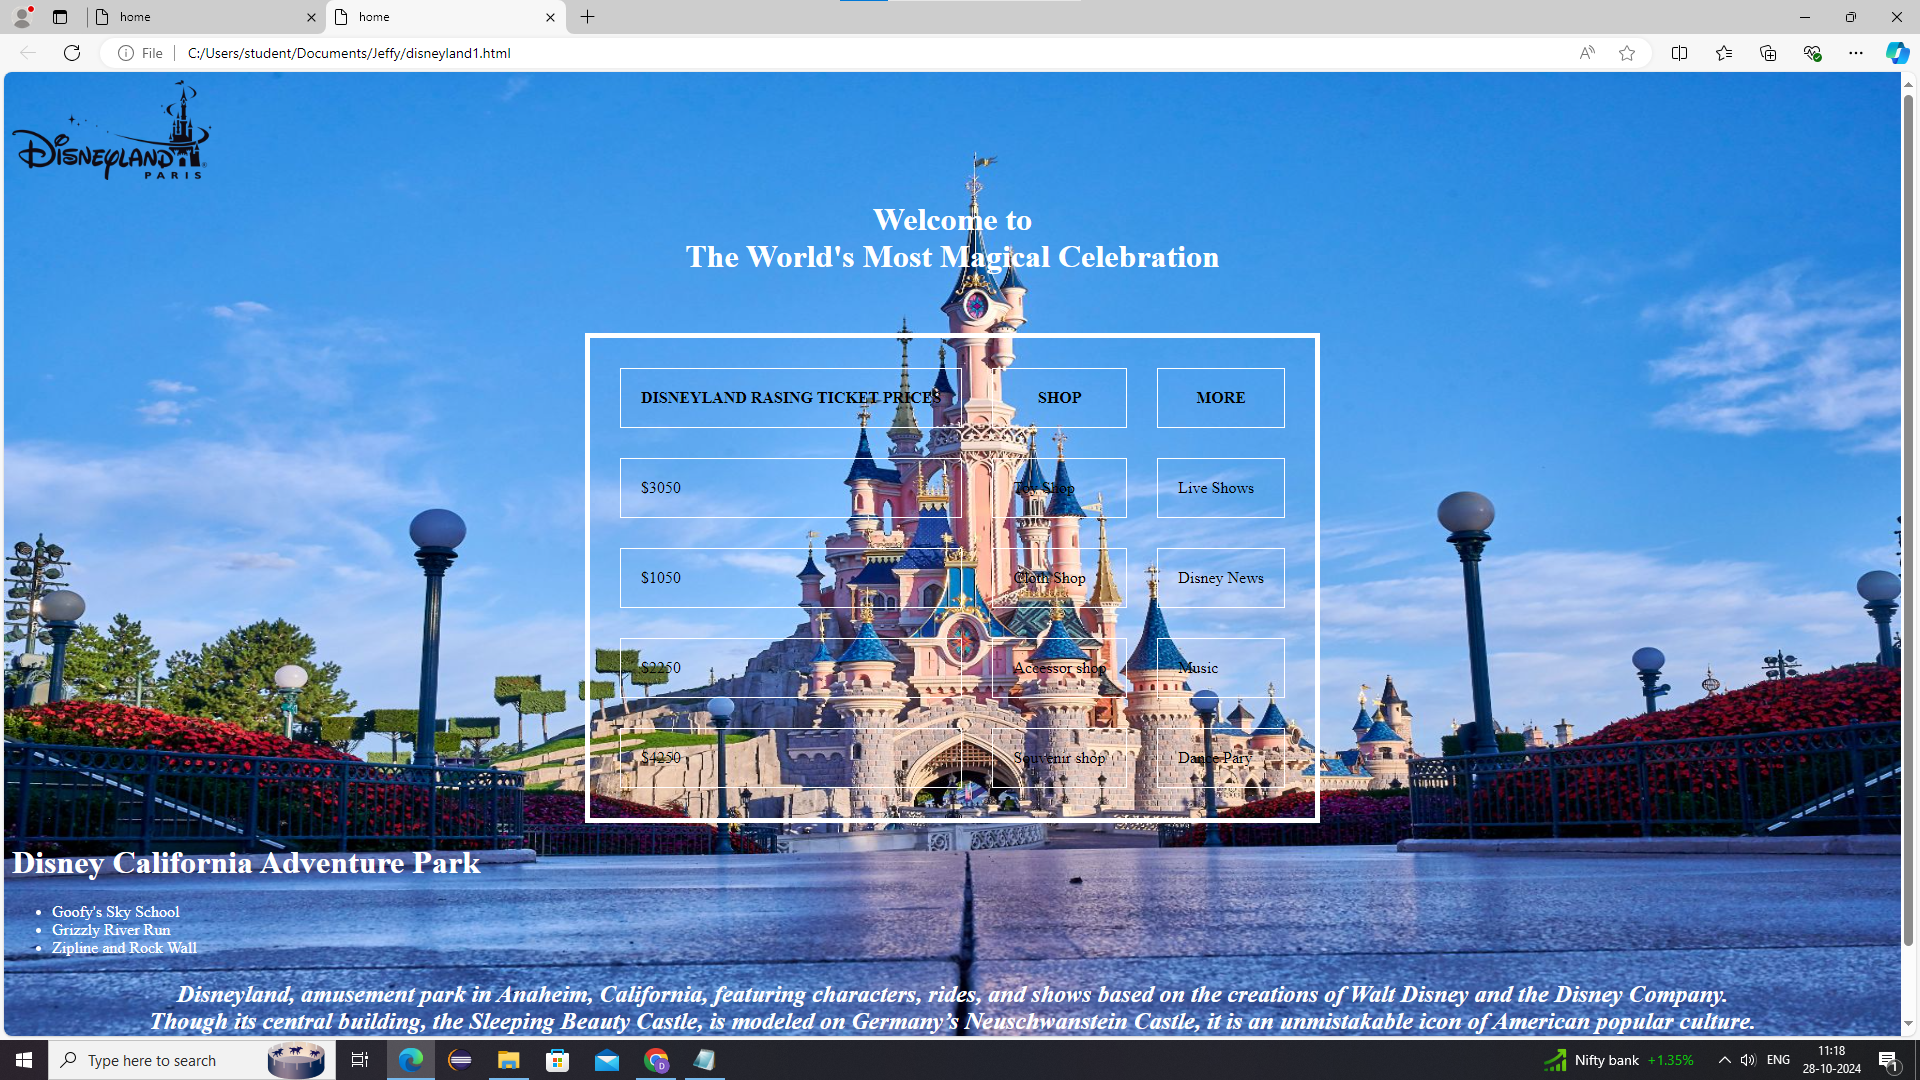 home
home
File
C:/Users/student/Documents/Jeffy/disneyland1.html
DISNEYLAND
PARIS
Welcome to
The World's Most Magical Celebration
DISNEYLAND RASING TICKET PRICES SHOP MORE
$3050 Toy Shop Live Shows
$1050 Cloth Shop Disney News
$2250 Accessor shop Music
$4250 Souvenir shop Dance Pary
Disney California Adventure Park
• Goofy's Sky School
• Grizzly River Run
• Zipline and Rock Wall
Disneyland, amusement park in Anaheim, California, featuring characters, rides, and shows based on the creations of Walt Disney and the Disney Company.
Though its central building, the Sleeping Beauty Castle, is modeled on Germany’s Neuschwanstein Castle, it is an unmistakable icon of American popular culture.
Type here to search
D
Nifty bank +1.35%
ENG
11:18
28-10-2024
1